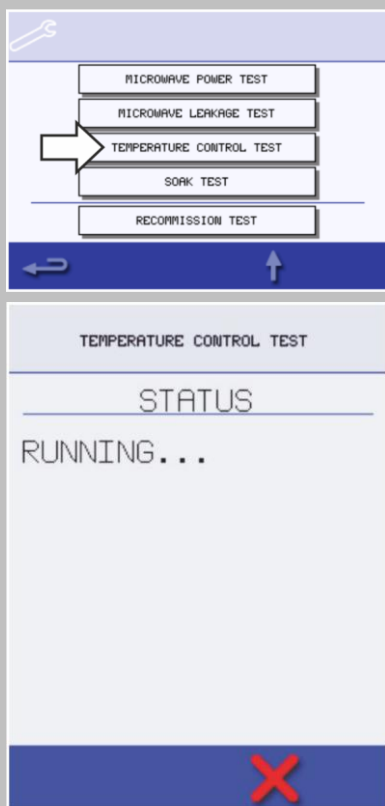 MICROWAVE POWER TEST
MICROWAVE LEAKAGE TEST
TEMPERATURE CONTROL TEST
SOAK TEST
RECOMMISSION TEST
TEMPERATURE CONTROL TEST
STATUS
RUNNING...